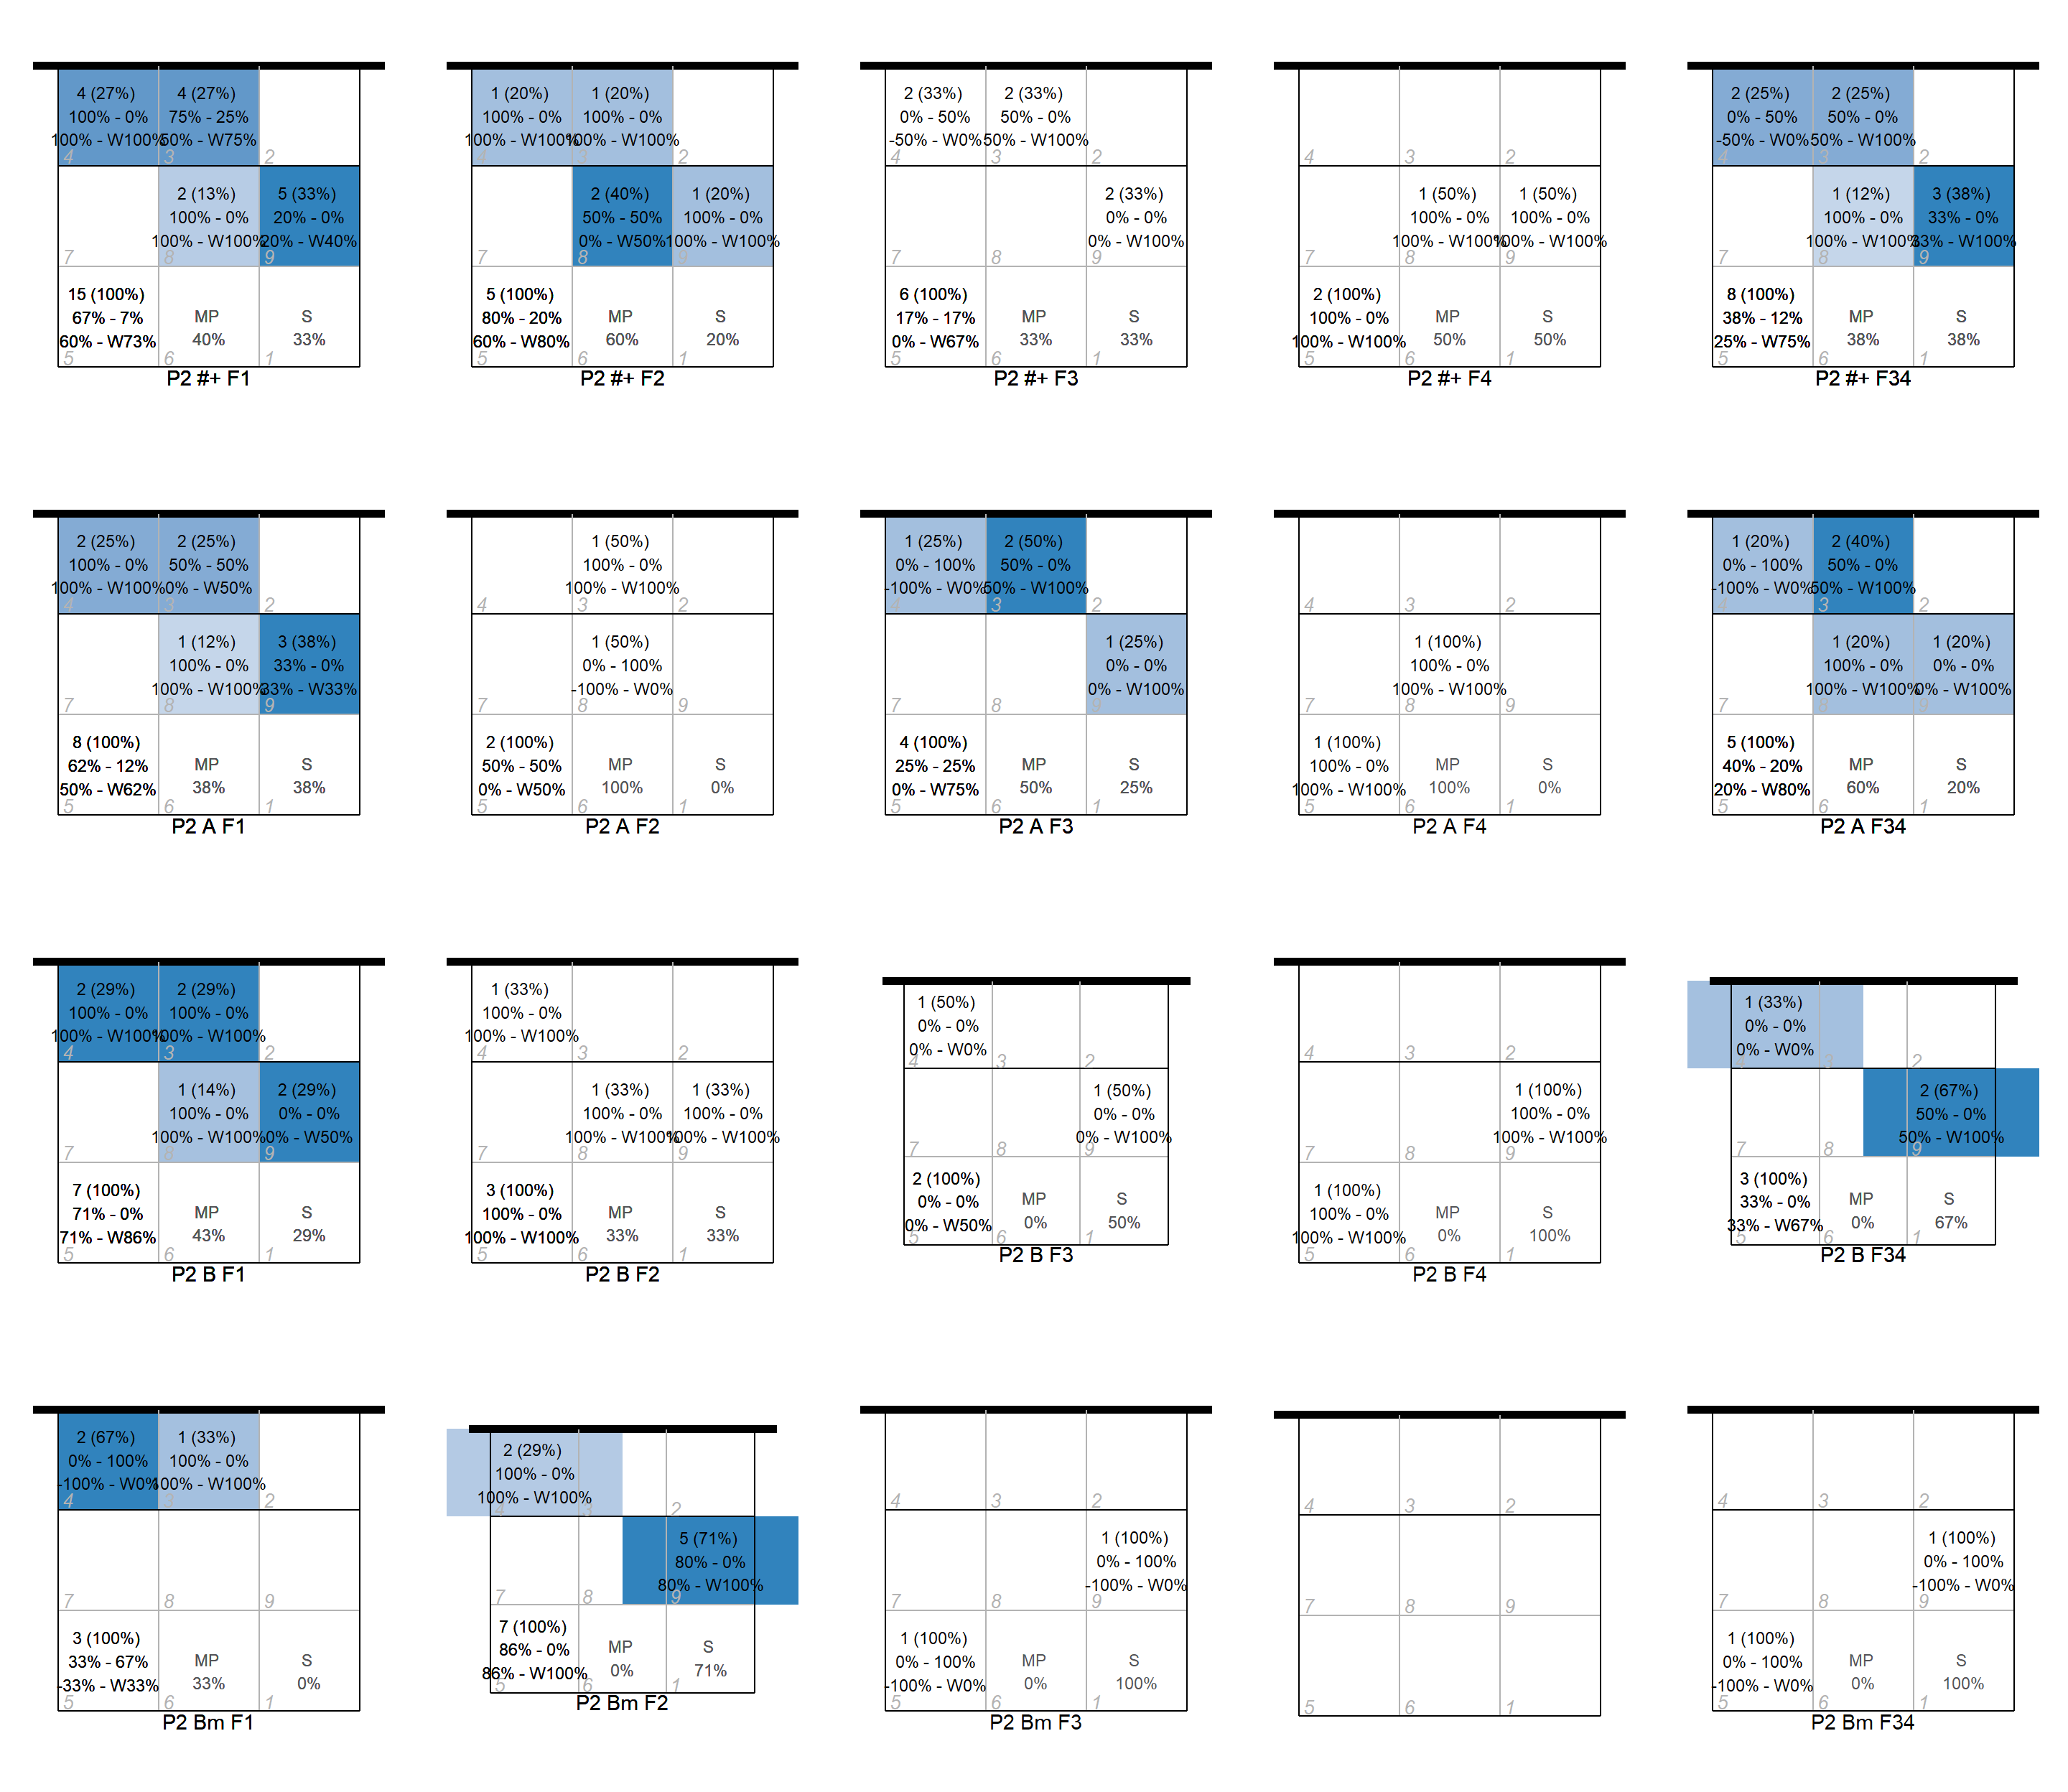 4 (27%)
100% - 0%
100% - W100%
4
4 (27%)
75% - 25%
50% - W75%
3
2
7
2 (13%)
100% - 0%
100% - W100%
8
5 (33%)
20% - 0%
20% - W40%
9
15 (100%)
67% - 7%
60% - W73%
5
MP
40%
6
S
33%
1
P2 #+ F1
1 (20%)
100% - 0%
100% - W100%
4
1 (20%)
100% - 0%
100% - W100%
3
2
7
2 (40%)
50% - 50%
0% - W50%
8
1 (20%)
100% - 0%
100% - W100%
9
5 (100%)
80% - 20%
60% - W80%
5
MP
60%
6
S
20%
1
P2 #+ F2
2 (33%)
0% - 50%
-50% - W0%
4
2 (33%)
50% - 0%
50% - W100%
3
2
7
8
2 (33%)
0% - 0%
0% - W100%
9
6 (100%)
17% - 17%
0% - W67%
5
MP
33%
6
S
33%
1
P2 #+ F3
4
3
2
7
1 (50%)
100% - 0%
100% - W100%
8
1 (50%)
100% - 0%
100% - W100%
9
2 (100%)
100% - 0%
100% - W100%
5
MP
50%
6
S
50%
1
P2 #+ F4
2 (25%)
0% - 50%
-50% - W0%
4
2 (25%)
50% - 0%
50% - W100%
3
2
7
1 (12%)
100% - 0%
100% - W100%
8
3 (38%)
33% - 0%
33% - W100%
9
8 (100%)
38% - 12%
25% - W75%
5
MP
38%
6
S
38%
1
P2 #+ F34
2 (25%)
100% - 0%
100% - W100%
4
2 (25%)
50% - 50%
0% - W50%
3
2
7
1 (12%)
100% - 0%
100% - W100%
8
3 (38%)
33% - 0%
33% - W33%
9
8 (100%)
62% - 12%
50% - W62%
5
MP
38%
6
S
38%
1
P2 A F1
4
1 (50%)
100% - 0%
100% - W100%
3
2
7
1 (50%)
0% - 100%
-100% - W0%
8
9
2 (100%)
50% - 50%
0% - W50%
5
MP
100%
6
S
0%
1
P2 A F2
1 (25%)
0% - 100%
-100% - W0%
4
2 (50%)
50% - 0%
50% - W100%
3
2
7
8
1 (25%)
0% - 0%
0% - W100%
9
4 (100%)
25% - 25%
0% - W75%
5
MP
50%
6
S
25%
1
P2 A F3
4
3
2
7
1 (100%)
100% - 0%
100% - W100%
8
9
1 (100%)
100% - 0%
100% - W100%
5
MP
100%
6
S
0%
1
P2 A F4
1 (20%)
0% - 100%
-100% - W0%
4
2 (40%)
50% - 0%
50% - W100%
3
2
7
1 (20%)
100% - 0%
100% - W100%
8
1 (20%)
0% - 0%
0% - W100%
9
5 (100%)
40% - 20%
20% - W80%
5
MP
60%
6
S
20%
1
P2 A F34
2 (29%)
100% - 0%
100% - W100%
4
2 (29%)
100% - 0%
100% - W100%
3
2
7
1 (14%)
100% - 0%
100% - W100%
8
2 (29%)
0% - 0%
0% - W50%
9
7 (100%)
71% - 0%
71% - W86%
5
MP
43%
6
S
29%
1
P2 B F1
1 (33%)
100% - 0%
100% - W100%
4
3
2
7
1 (33%)
100% - 0%
100% - W100%
8
1 (33%)
100% - 0%
100% - W100%
9
3 (100%)
100% - 0%
100% - W100%
5
MP
33%
6
S
33%
1
P2 B F2
1 (50%)
0% - 0%
0% - W0%
4
3
2
7
8
1 (50%)
0% - 0%
0% - W100%
9
2 (100%)
0% - 0%
0% - W50%
5
MP
0%
6
S
50%
1
P2 B F3
4
3
2
7
8
1 (100%)
100% - 0%
100% - W100%
9
1 (100%)
100% - 0%
100% - W100%
5
MP
0%
6
S
100%
1
P2 B F4
1 (33%)
0% - 0%
0% - W0%
4
3
2
7
8
2 (67%)
50% - 0%
50% - W100%
9
3 (100%)
33% - 0%
33% - W67%
5
MP
0%
6
S
67%
1
P2 B F34
2 (67%)
0% - 100%
-100% - W0%
4
1 (33%)
100% - 0%
100% - W100%
3
2
7
8
9
3 (100%)
33% - 67%
-33% - W33%
5
MP
33%
6
S
0%
1
P2 Bm F1
2 (29%)
100% - 0%
100% - W100%
4
3
2
7
8
5 (71%)
80% - 0%
80% - W100%
9
7 (100%)
86% - 0%
86% - W100%
5
MP
0%
6
S
71%
1
P2 Bm F2
4
3
2
7
8
1 (100%)
0% - 100%
-100% - W0%
9
1 (100%)
0% - 100%
-100% - W0%
5
MP
0%
6
S
100%
1
P2 Bm F3
4
3
2
7
8
9
5
6
1
4
3
2
7
8
1 (100%)
0% - 100%
-100% - W0%
9
1 (100%)
0% - 100%
-100% - W0%
5
MP
0%
6
S
100%
1
P2 Bm F34